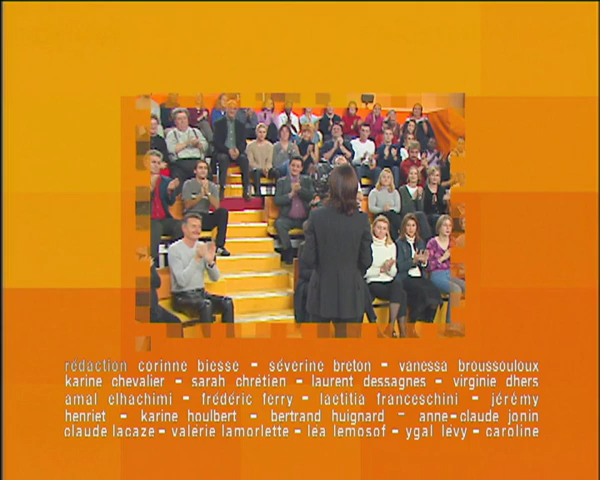 rédaction corinne biesse - séverine breton - vanessa broussouloux
karine chevalier - sarah chrétien - laurent dessagnes - virginie dhers
amal elhachimi - frédéric ferry - laetitia franceschini - jérémy
henriet - karine houlbert - bertrand huignard - anne-claude jonin
claude lacaze - valérie lamorlette - léa lemosof - ygal lévy - caroline